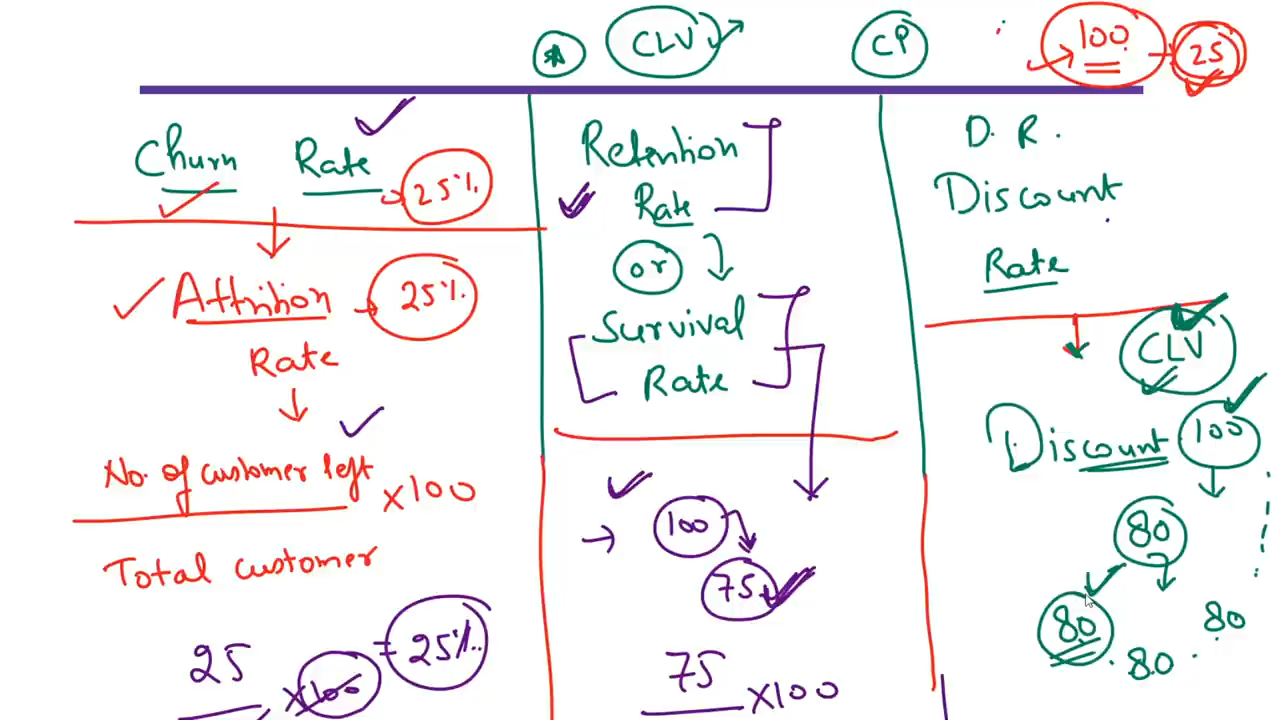 CLV
CP
100
25
Churn Rate
25%
Attrition
25%
Rate
No. of customer left
x100
Total customer
25
x100
= 25%
Retention
Rate
or
Survival
Rate
100
75
75
x100
D. R.
Discount
Rate
CLV
Discount
100
80
80
80
80